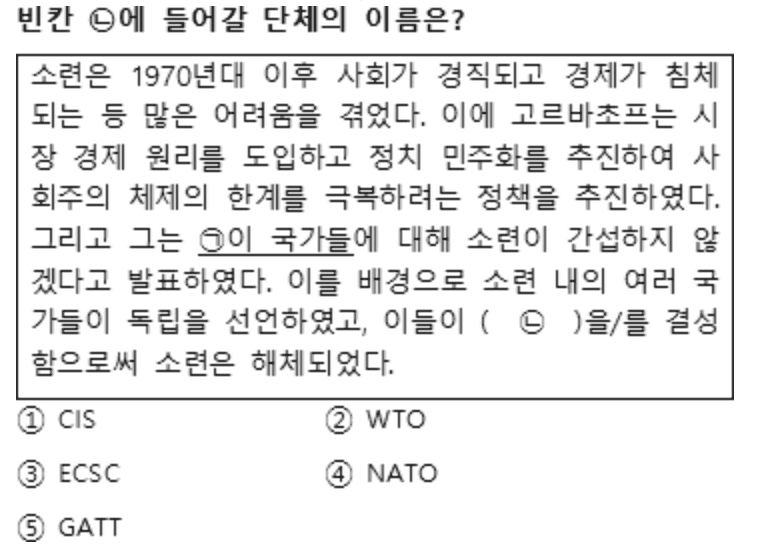 빈칸 ㉡에 들어갈 단체의 이름은?
소련은 1970년대 이후 사회가 경직되고 경제가 침체
되는 등 많은 어려움을 겪었다. 이에 고르바초프는 시
장 경제 원리를 도입하고 정치 민주화를 추진하여 사
회주의 체제의 한계를 극복하려는 정책을 추진하였다.
그리고 그는 ㉠이 국가들에 대해 소련이 간섭하지 않
겠다고 발표하였다. 이를 배경으로 소련 내의 여러 국
가들이 독립을 선언하였고, 이들이 ( ㉡ )을/를 결성
함으로써 소련은 해체되었다.
① CIS ② WTO
③ ECSC ④ NATO
⑤ GATT